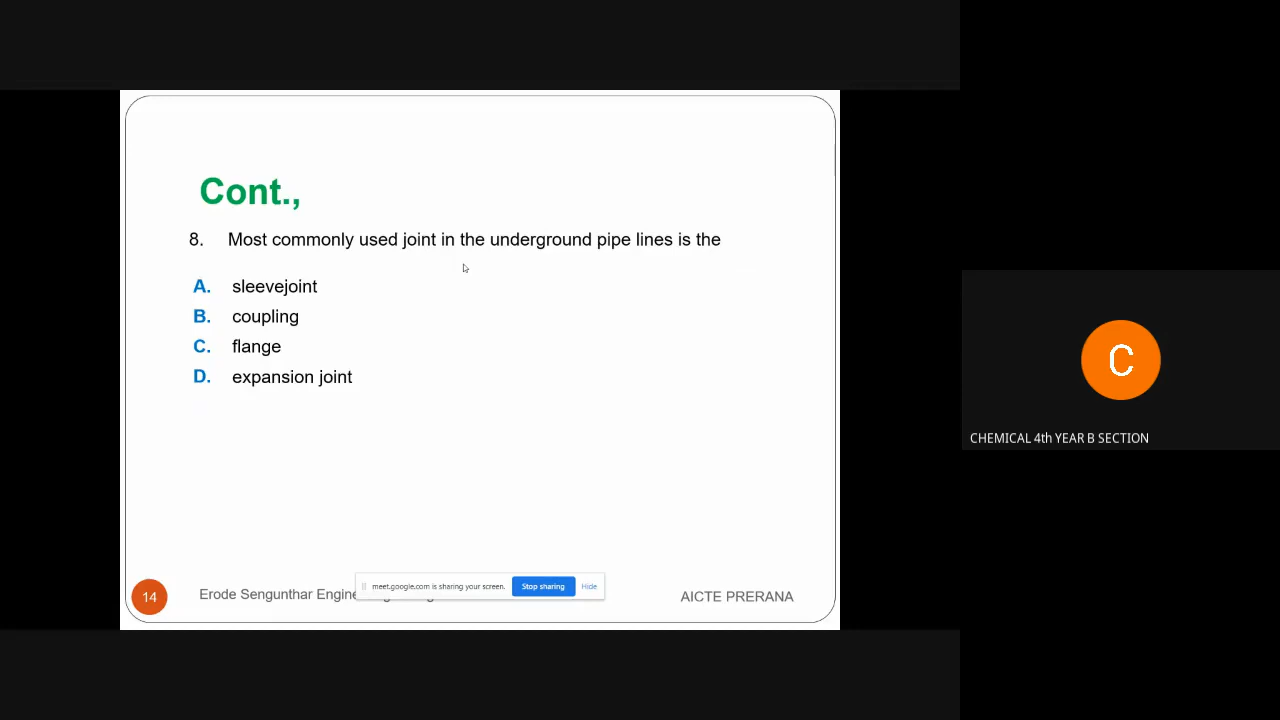 Cont.,
8. Most commonly used joint in the underground pipe lines is the
A. sleevejoint
B. coupling
C. flange
D. expansion joint
C
CHEMICAL 4th YEAR B SECTION
meet.google.com is sharing your screen. Stop sharing Hide
14 Erode Sengunthar AICTE PRERANA